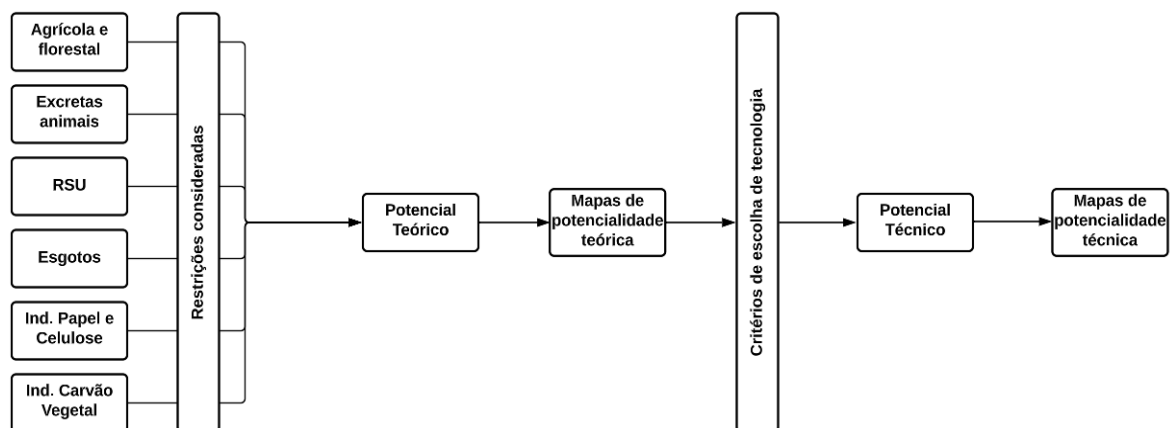 Agrícola e
florestal
Excretas
animais
RSU
Esgotos
Ind. Papel e
Celulose
Ind. Carvão
Vegetal
Restrições consideradas
Potencial
Teórico
Mapas de
potencialidade
teórica
Critérios de escolha de tecnologia
Potencial
Técnico
Mapas de
potencialidade
técnica